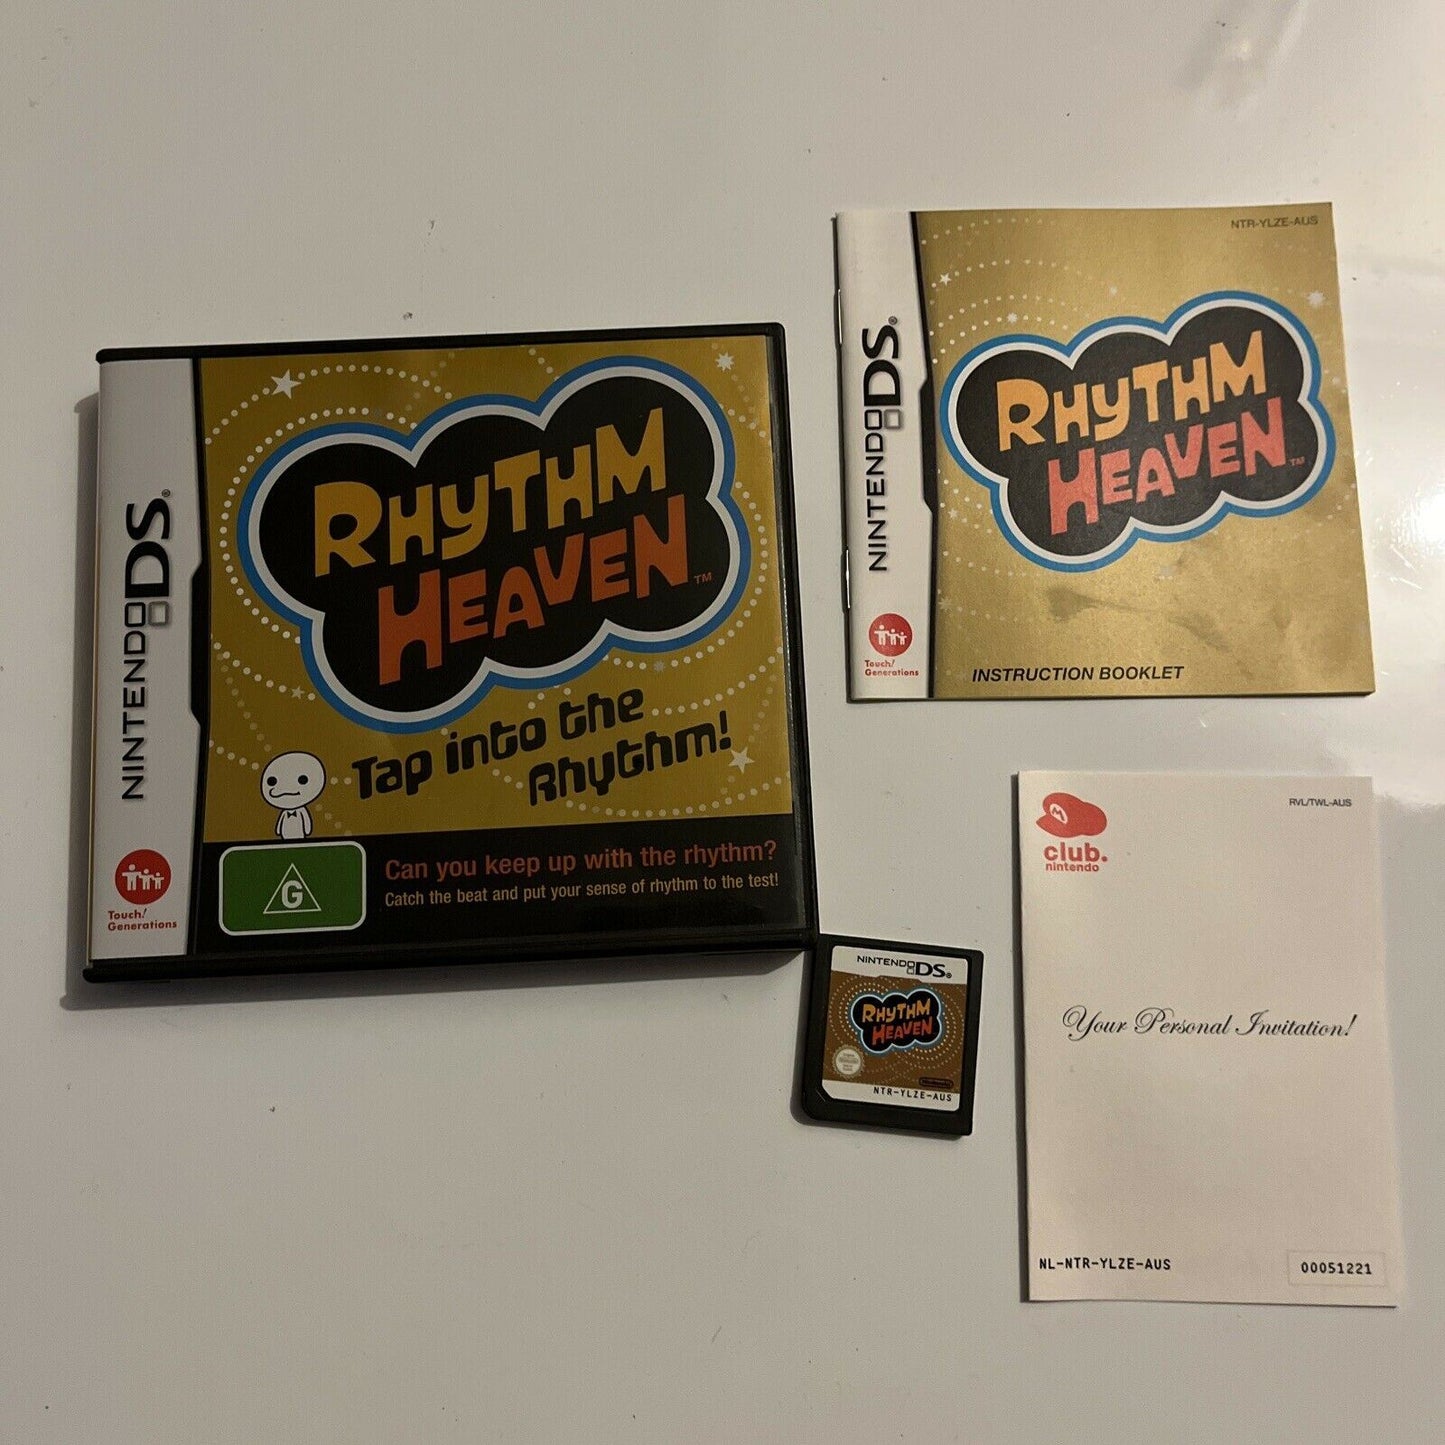 NINTENDO DS®
RHYTHM
HEAVEN™
Tap into the
Rhythm!
Touch!
Generations
G
Can you keep up with the rhythm?
Catch the beat and put your sense of rhythm to the test!
NTR-YLZE-AUS
NINTENDO DS®
RHYTHM
HEAVEN™
Touch!
Generations
INSTRUCTION BOOKLET
NINTENDO DS®
RHYTHM
HEAVEN
Nintendo
NTR-YLZE-AUS
M
club.
nintendo
RVL/TWL-AUS
Your Personal Invitation!
NL-NTR-YLZE-AUS
00051221